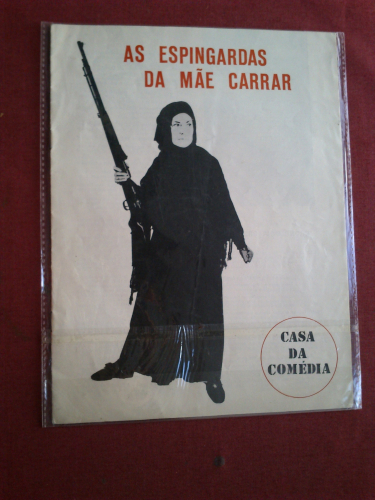 AS ESPINGARDAS
DA MÃE CARRAR
CASA
DA
COMÉDIA